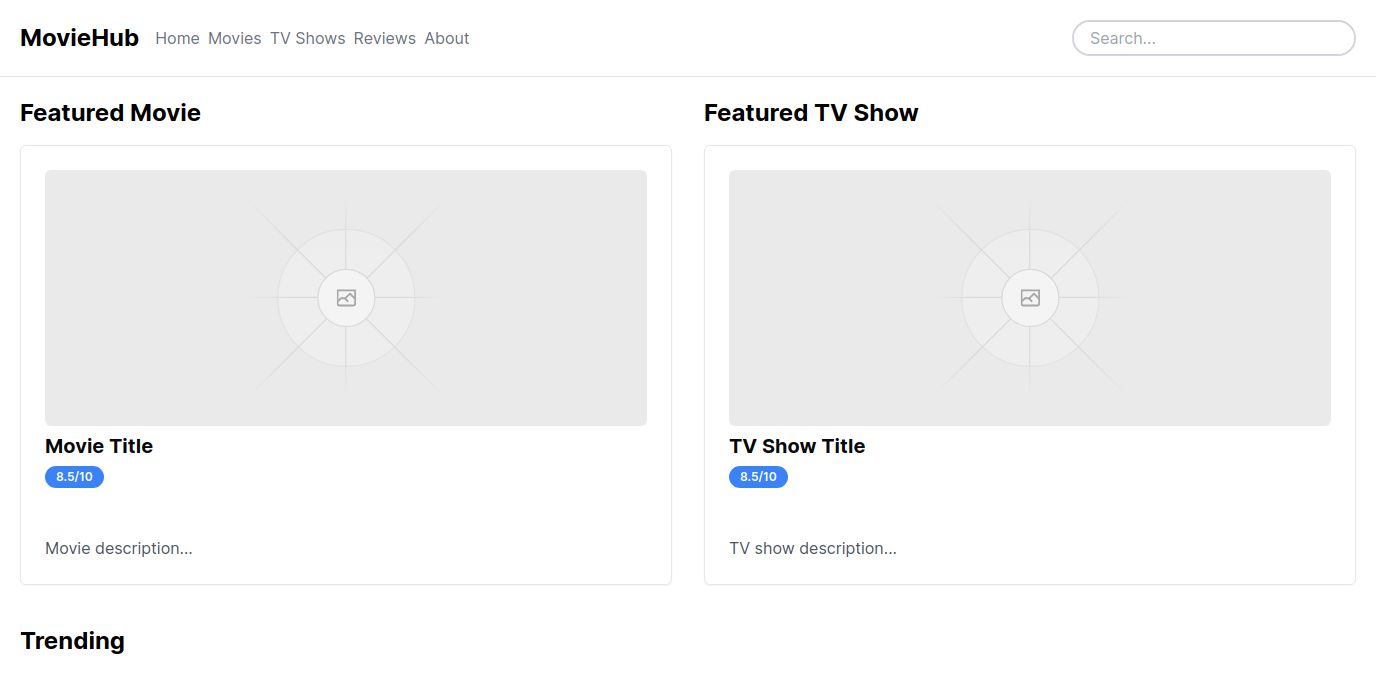 MovieHub Home Movies TV Shows Reviews About Search...
Featured Movie
Movie Title
8.5/10
Movie description...
Featured TV Show
TV Show Title
8.5/10
TV show description...
Trending